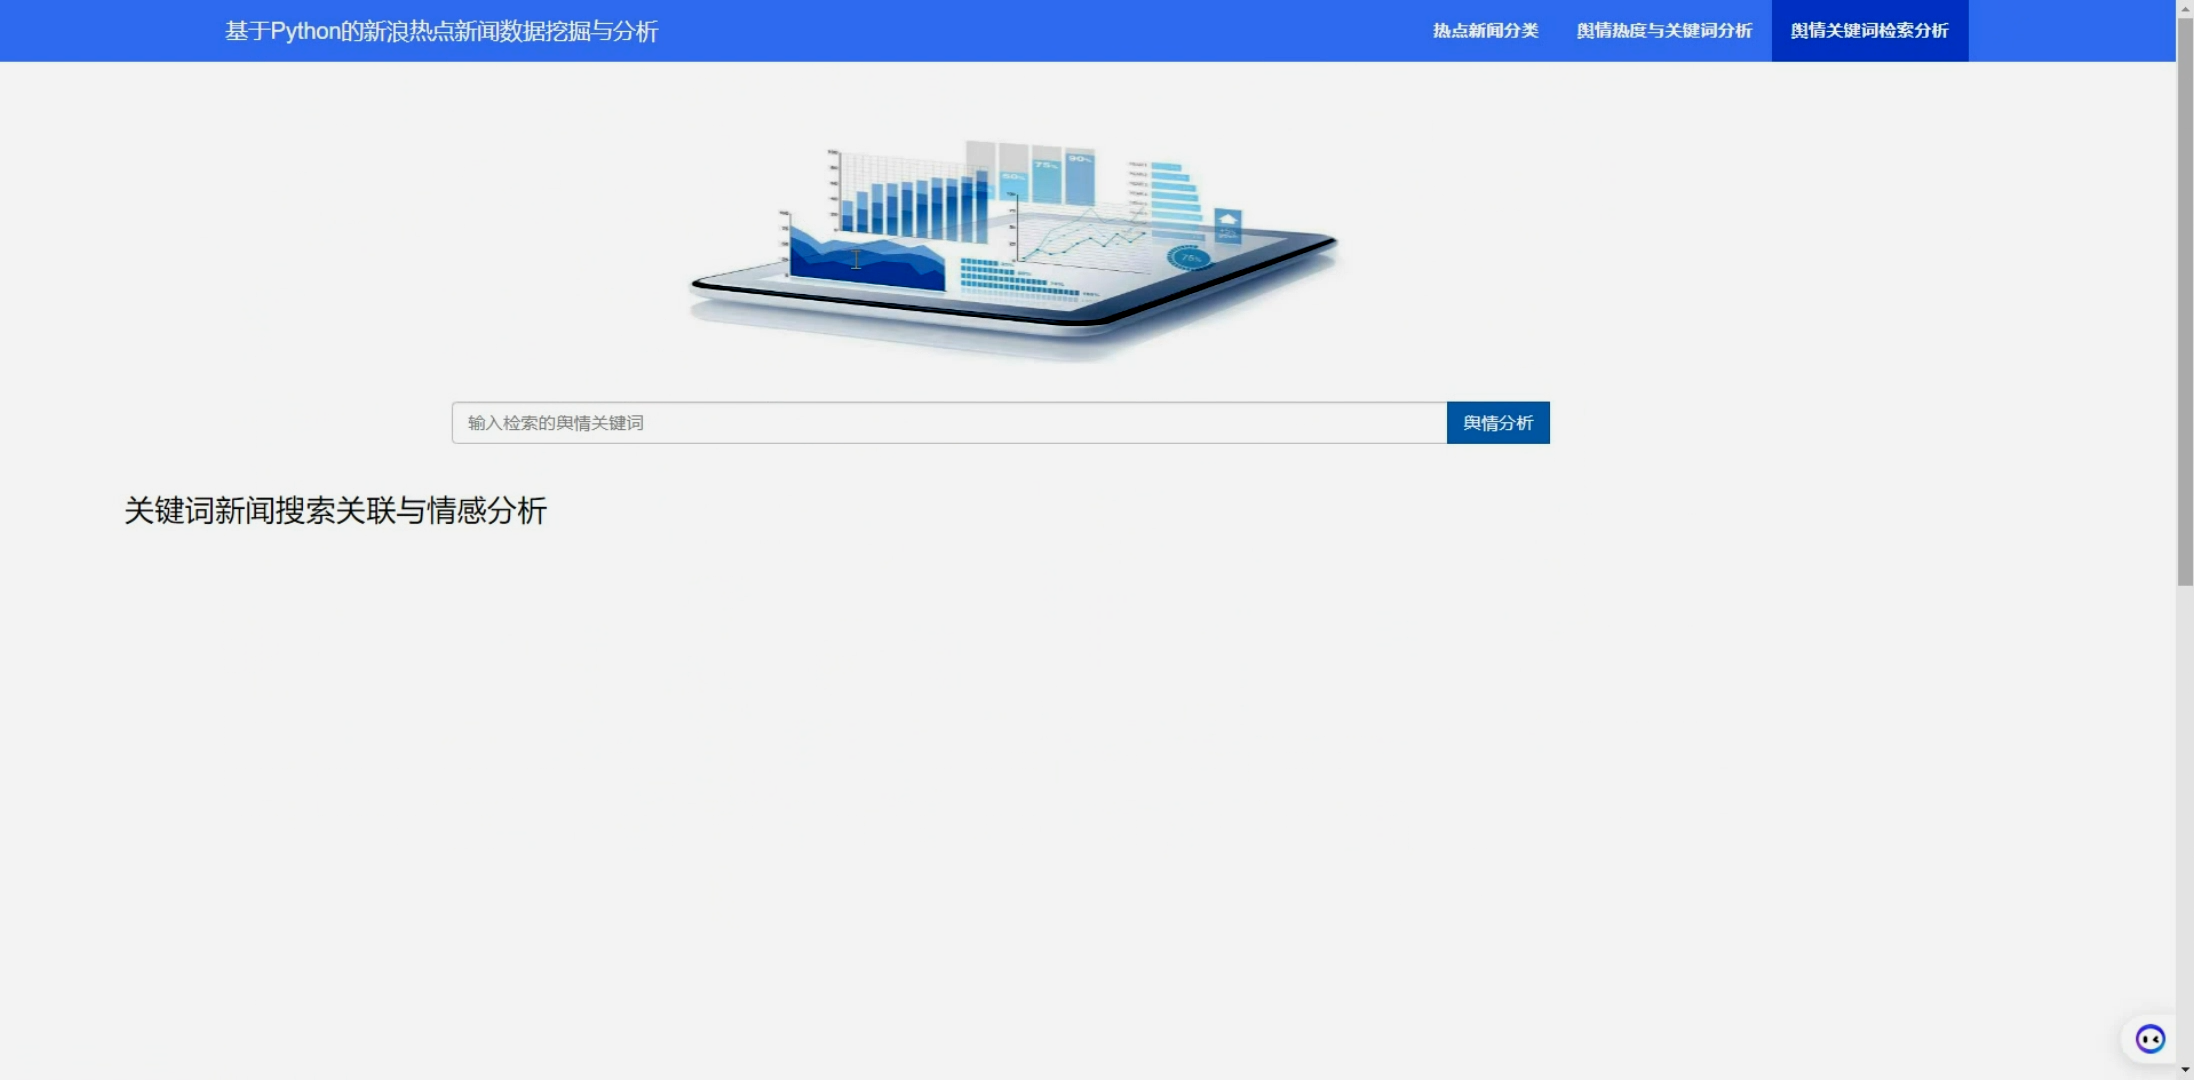 基于Python的新浪热点新闻数据挖掘与分析
热点新闻分类
舆情热度与关键词分析
舆情关键词检索分析
90%
75%
50%
75%
输入检索的舆情关键词
舆情分析
关键词新闻搜索关联与情感分析